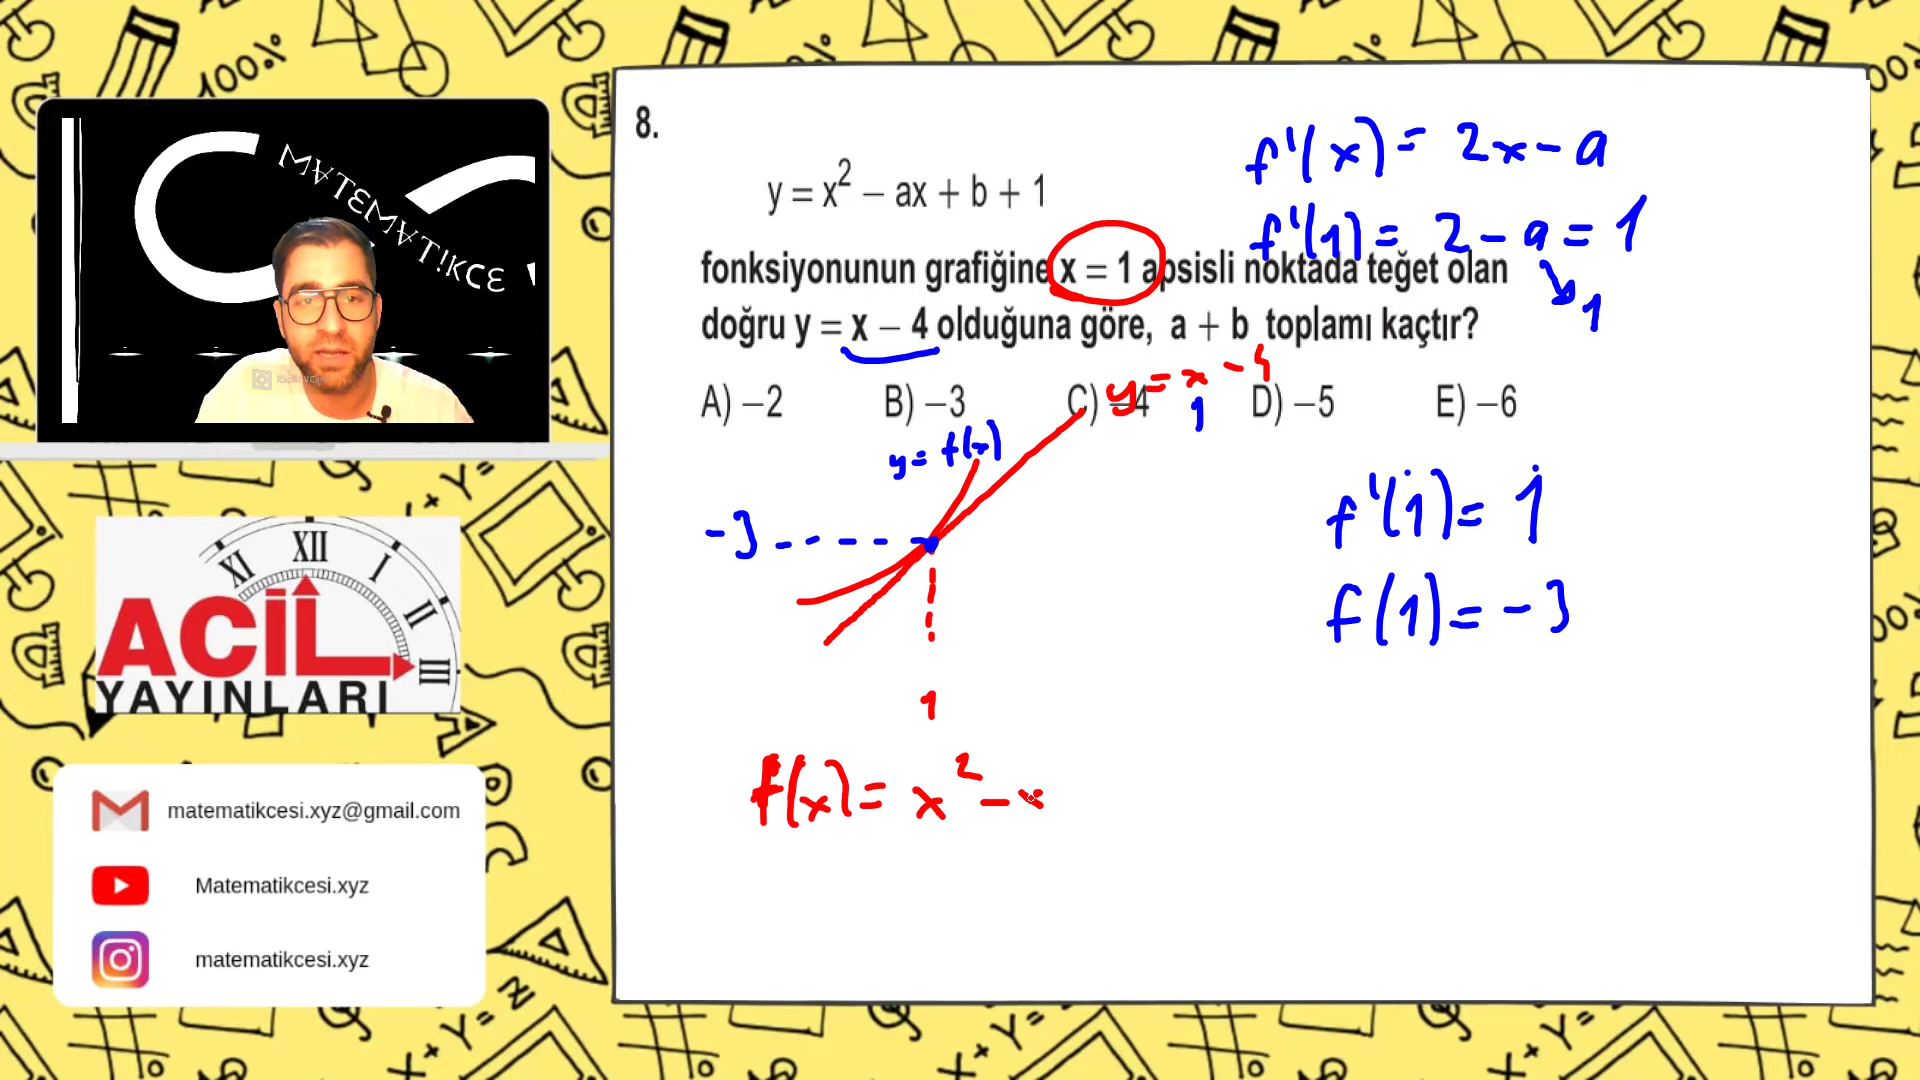 MATEMATİKCE
8.
y = x² − ax + b + 1
fonksiyonunun grafiğine x = 1 apsisli noktada teğet olan
doğru y = x − 4 olduğuna göre, a + b toplamı kaçtır?
A) −2 B) −3 C) −4 D) −5 E) −6
f'(x) = 2x − a
f'(1) = 2 − a = 1
1
y = x − 4
1
y = f(x)
−3
1
f'(1) = 1
f(1) = −3
f(x) = x² − x
XII
XI
I
II
III
ACİL
YAYINLARI
matematikcesi.xyz@gmail.com
Matematikcesi.xyz
matematikcesi.xyz